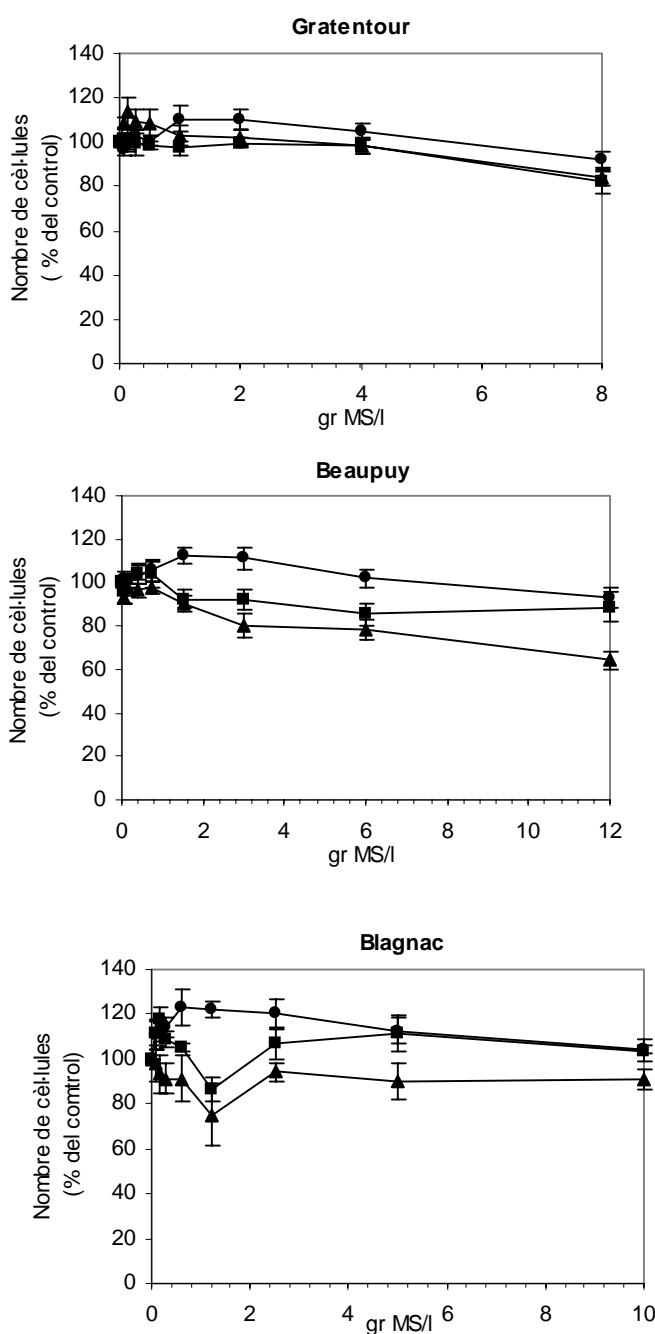 Gratentour
Nombre de cèl·lules
( % del control)
140
120
100
80
60
40
20
0
0 2 4 6 8
gr MS/l
Beaupuy
Nombre de cèl·lules
(% del control)
140
120
100
80
60
40
20
0
0 2 4 6 8 10 12
gr MS/l
Blagnac
Nombre de cèl·lules
(% del comtrol)
140
120
100
80
60
40
20
0
0 2 4 6 8 10
gr MS/l